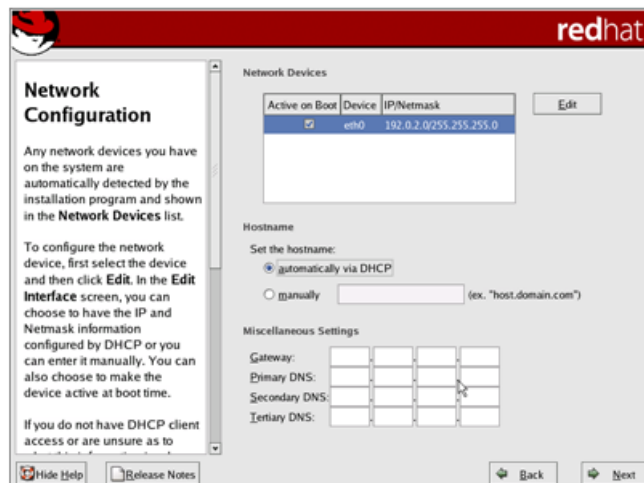 redhat
Network
Configuration
Any network devices you have
on the system are
automatically detected by the
installation program and shown
in the Network Devices list.
To configure the network
device, first select the device
and then click Edit. In the Edit
Interface screen, you can
choose to have the IP and
Netmask information
configured by DHCP or you
can enter it manually. You can
also choose to make the
device active at boot time.
If you do not have DHCP client
access or are unsure as to
Network Devices
Active on Boot Device IP/Netmask
eth0 192.0.2.0/255.255.255.0
Edit
Hostname
Set the hostname:
automatically via DHCP
manually (ex. "host.domain.com")
Miscellaneous Settings
Gateway:
Primary DNS:
Secondary DNS:
Tertiary DNS:
Hide Help Release Notes Back Next